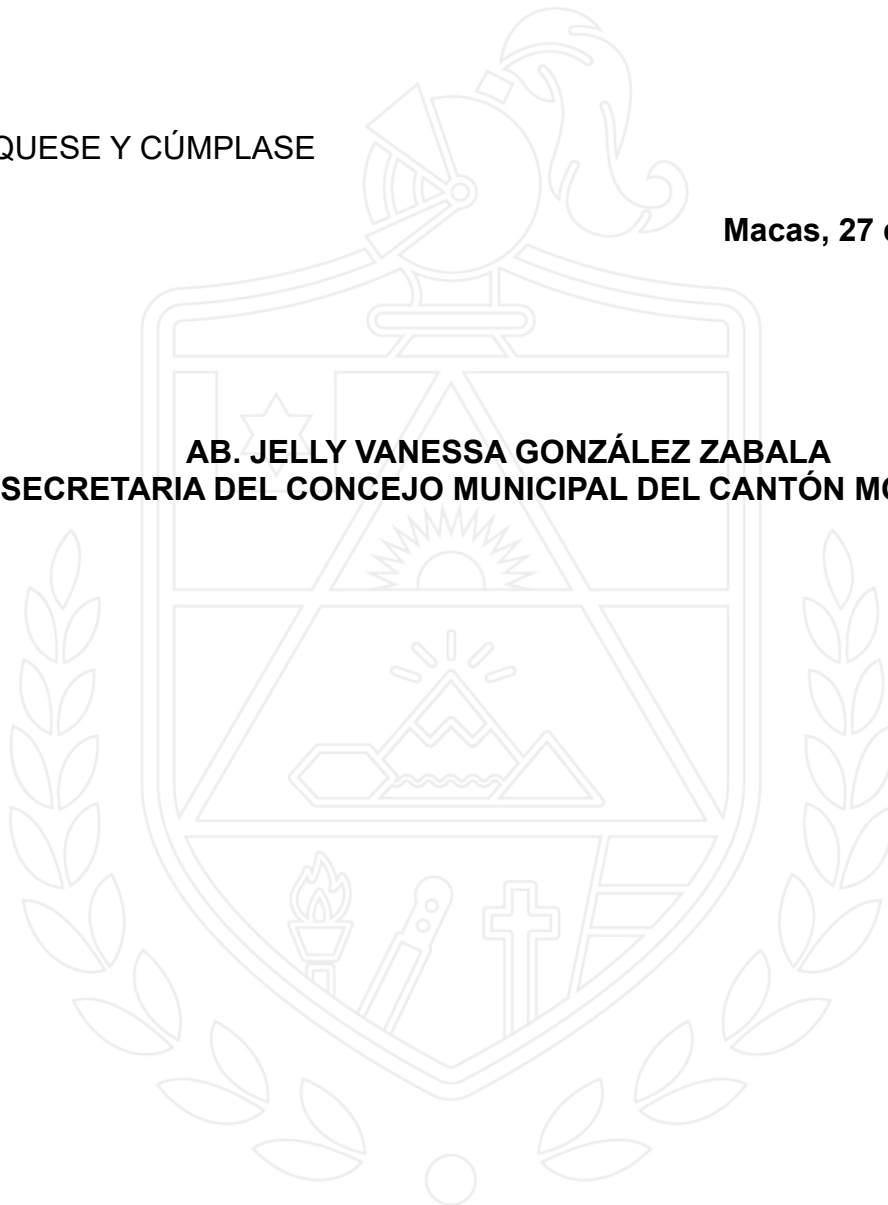 QUESE Y CÚMPLASE
Macas, 27
AB. JELLY VANESSA GONZÁLEZ ZABALA
SECRETARIA DEL CONCEJO MUNICIPAL DEL CANTÓN